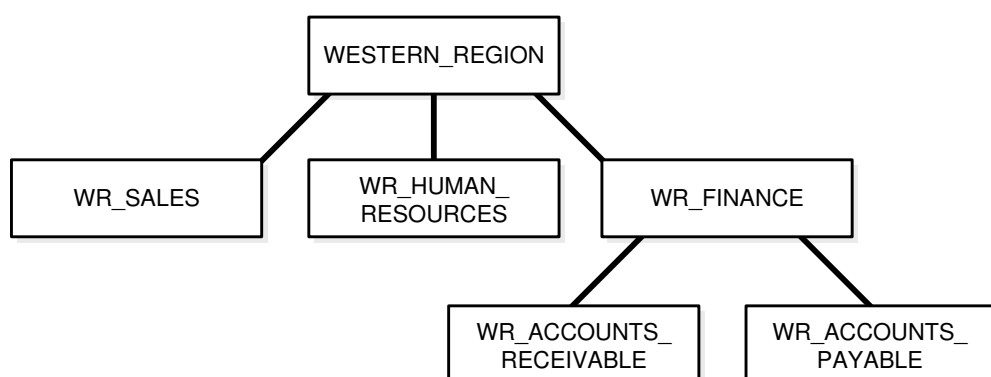 WESTERN_REGION
WR_SALES
WR_HUMAN_
RESOURCES
WR_FINANCE
WR_ACCOUNTS_
RECEIVABLE
WR_ACCOUNTS_
PAYABLE